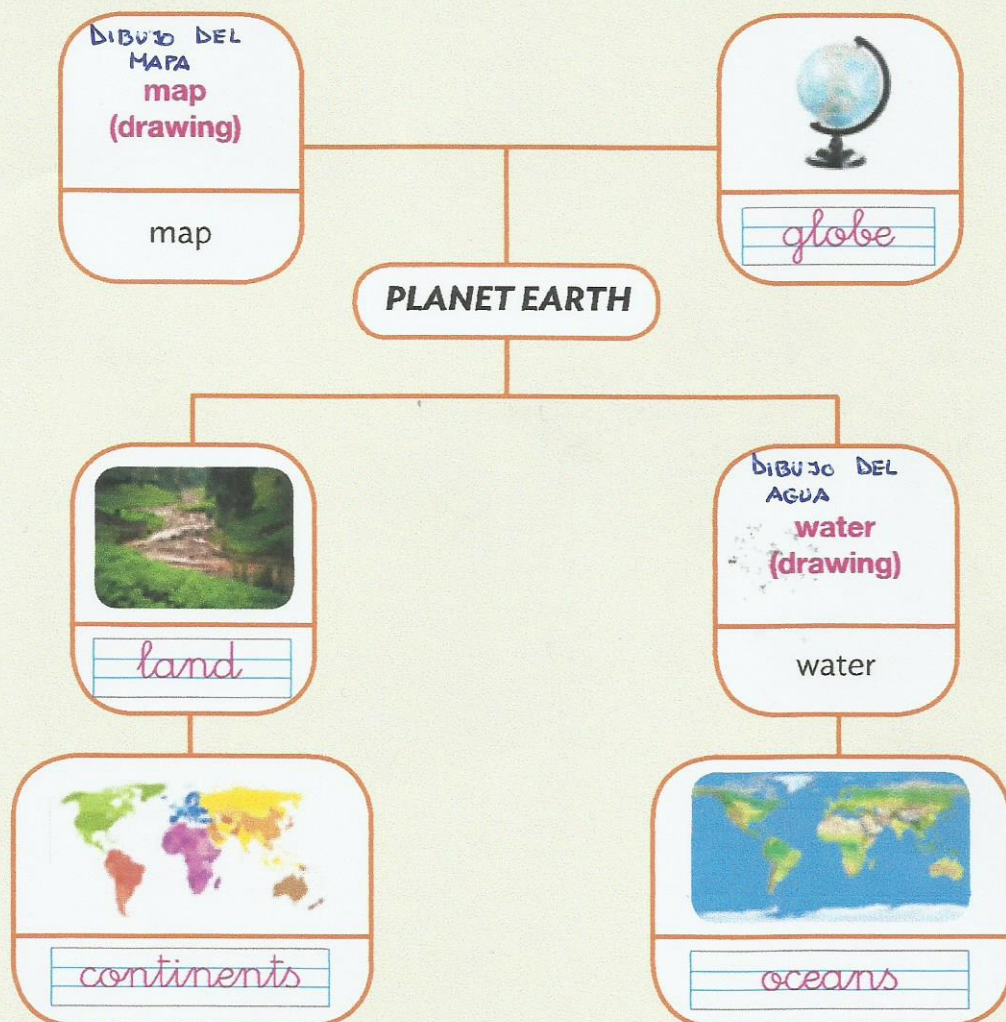 DIBUJO DEL
MAPA
map
(drawing)
map
globe
PLANET EARTH
land
DIBUJO DEL
AGUA
water
(drawing)
water
continents
oceans